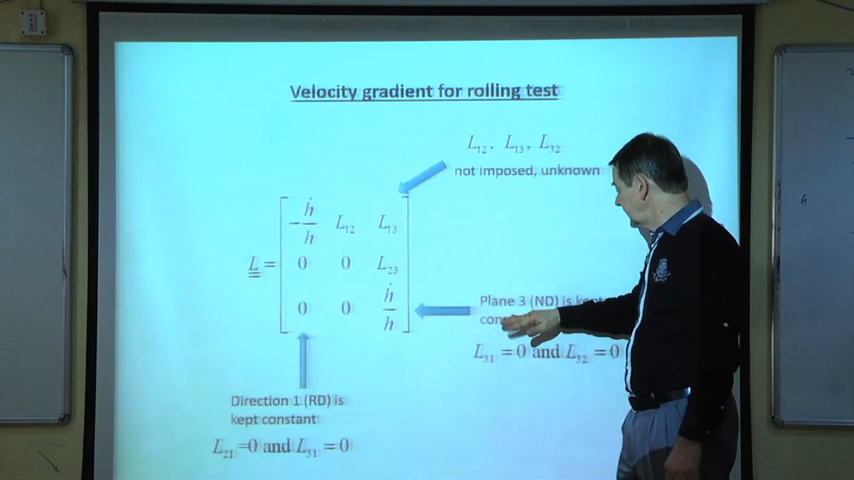 Velocity gradient for rolling test
L12, L13, L32
not imposed, unknown
L = [ -ḣ/h L12 L13
0 0 L23
0 0 ḣ/h ]
Plane 3 (ND) is kept
L31 =0 and L32 =0
Direction 1 (RD) is
kept constant
L21 =0 and L31 =0